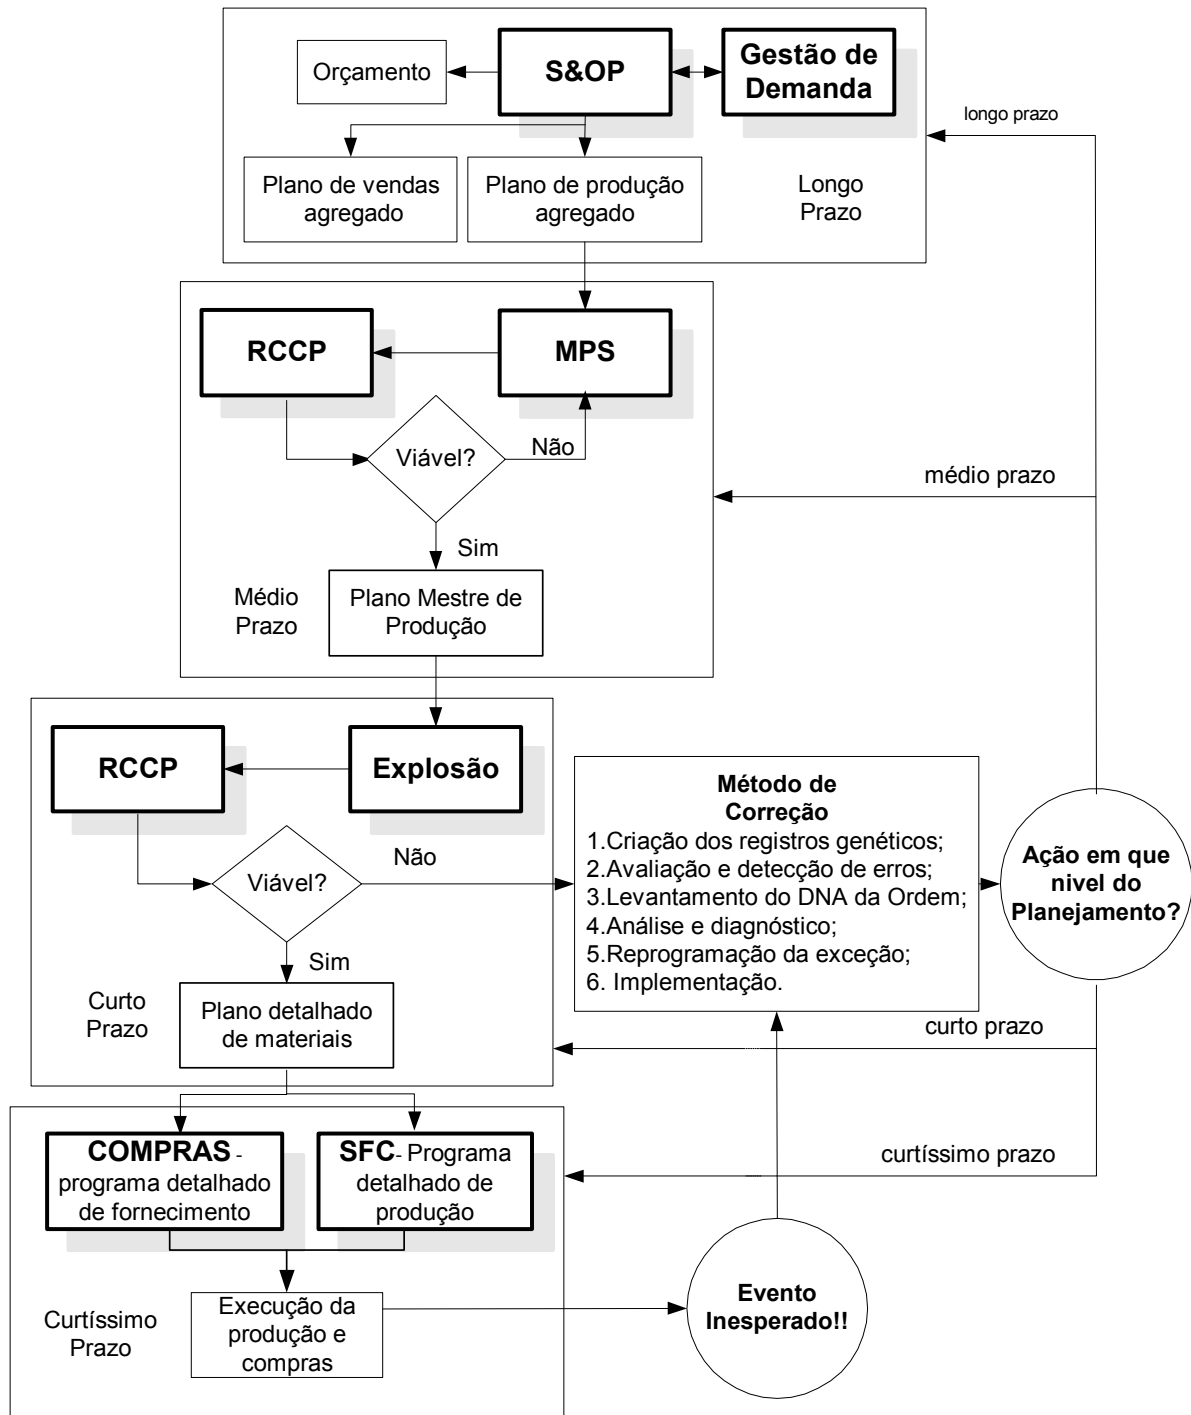 Orçamento
S&OP
Gestão de
Demanda
longo prazo
Plano de vendas
agregado
Plano de produção
agregado
Longo
Prazo
RCCP
MPS
Viável?
Não
médio prazo
Sim
Médio
Prazo
Plano Mestre de
Produção
RCCP
Explosão
Método de
Correção
1.Criação dos registros genéticos;
2.Avaliação e detecção de erros;
3.Levantamento do DNA da Ordem;
4.Análise e diagnóstico;
5.Reprogramação da exceção;
6. Implementação.
Ação em que
nivel do
Planejamento?
Viável?
Não
Sim
Curto
Prazo
Plano detalhado
de materiais
curto prazo
COMPRAS -
programa detalhado
de fornecimento
SFC- Programa
detalhado de
produção
curtíssimo prazo
Curtíssimo
Prazo
Execução da
produção e
compras
Evento
Inesperado!!